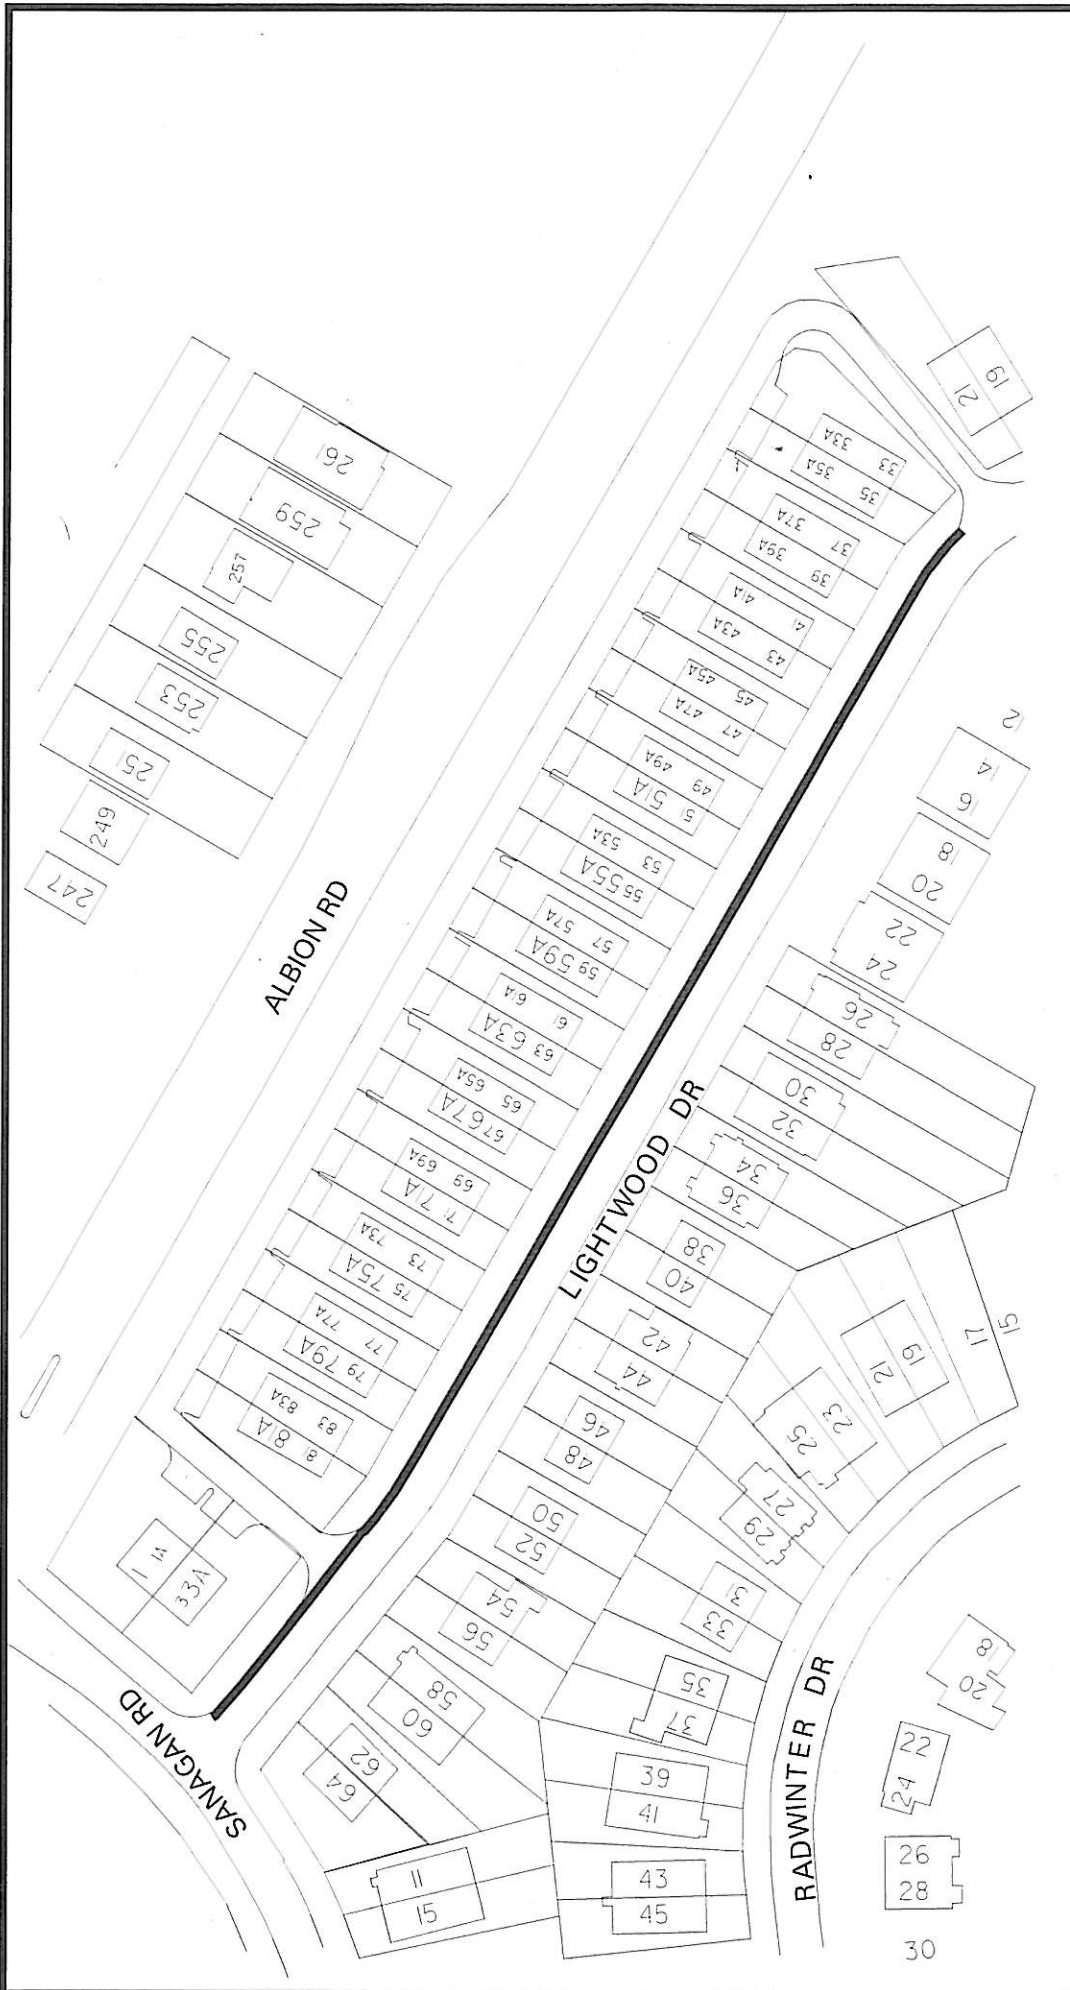 ALBION RD
LIGHTWOOD DR
SANAGAN RD
RADWINTER DR
261
259
257
255
253
251
249
247
21 19
33A 33
35A 35
37A 37
39A 39
41A 41
43A 43
45A 45
47A 47
49A 49
51A 51
53A 53
55A 55
57A 57
59A 59
61A 61
63A 63
65A 65
67A 67
69A 69
71A 71
73A 73
75A 75
77A 77
79A 79
83A 83
81A 81
1 1A
33A
2
14
16
18
20
22
24
26
28
30
32
34
36
38
40
42
44
46
48
50
52
54
56
58
60
62
64
11
15
15
17
19
21
23
25
27
29
31
33
35
37
39
41
43
45
8
20
22
24
26
28
30